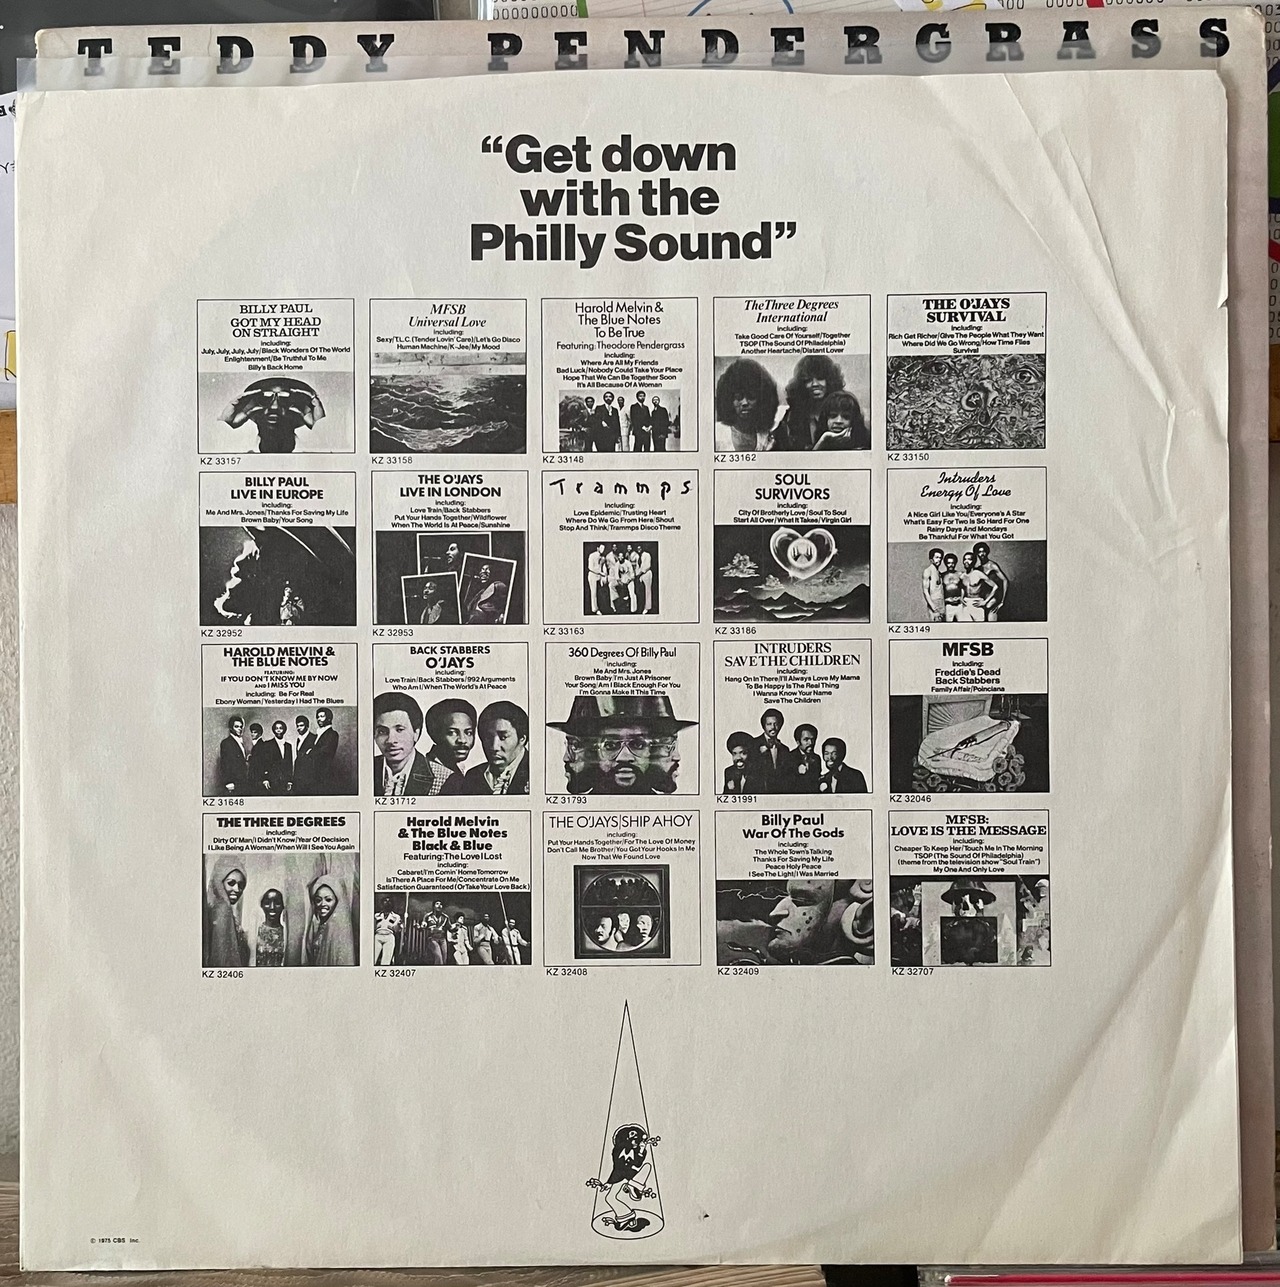 TEDDY PENDERGRASS
“Get down
with the
Philly Sound”
BILLY PAUL
GOT MY HEAD
ON STRAIGHT
including:
July, July, July, July/Black Wonders Of The World
Enlightenment/Be Truthful To Me
Billy's Back Home
KZ 33157
MFSB
Universal Love
including:
Sexy/T.L.C. (Tender Lovin' Care)/Let's Go Disco
Human Machine/K-Jee/My Mood
KZ 33158
Harold Melvin &
The Blue Notes
To Be True
Featuring: Theodore Pendergrass
including:
Where Are All My Friends
Bad Luck/Nobody Could Take Your Place
Hope That We Can Be Together Soon
It's All Because Of A Woman
KZ 33148
The Three Degrees
International
including:
Take Good Care Of Yourself/Together
TSOP (The Sound Of Philadelphia)
Another Heartache/Distant Lover
KZ 33162
THE O'JAYS
SURVIVAL
including:
Rich Get Richer/Give The People What They Want
Where Did We Go Wrong/How Time Flies
Survival
KZ 33150
BILLY PAUL
LIVE IN EUROPE
including:
Me And Mrs. Jones/Thanks For Saving My Life
Brown Baby/Your Song
KZ 32952
THE O'JAYS
LIVE IN LONDON
including:
Love Train/Back Stabbers
Put Your Hands Together/Wildflower
When The World Is At Peace/Sunshine
KZ 32953
Trammps
including:
Love Epidemic/Trusting Heart
Where Do We Go From Here/Shout
Stop And Think/Trammps Disco Theme
KZ 33163
SOUL
SURVIVORS
including:
City Of Brotherly Love/Soul To Soul
Start All Over/What It Takes/Virgin Girl
KZ 33186
Intruders
Energy Of Love
including:
A Nice Girl Like You/Everyone's A Star
What's Easy For Two Is So Hard For One
Rainy Days And Mondays
Be Thankful For What You Got
KZ 33149
HAROLD MELVIN &
THE BLUE NOTES
FEATURING:
IF YOU DON'T KNOW ME BY NOW
AND I MISS YOU
including: Be For Real
Ebony Woman/Yesterday I Had The Blues
KZ 31648
BACK STABBERS
O'JAYS
including:
Love Train/Back Stabbers/992 Arguments
Who Am I/When The World's At Peace
KZ 31712
360 Degrees Of Billy Paul
including:
Me And Mrs. Jones
Brown Baby/I'm Just A Prisoner
Your Song/Am I Black Enough For You
I'm Gonna Make It This Time
KZ 31793
INTRUDERS
SAVE THE CHILDREN
including:
Hang On In There/I'll Always Love My Mama
To Be Happy Is The Real Thing
I Wanna Know Your Name
Save The Children
KZ 31991
MFSB
including:
Freddie's Dead
Back Stabbers
Family Affair/Poinciana
KZ 32046
THE THREE DEGREES
including:
Dirty Ol' Man/I Didn't Know/Year Of Decision
I Like Being A Woman/When Will I See You Again
KZ 32406
Harold Melvin
& The Blue Notes
Black & Blue
Featuring: The Love I Lost
including:
Cabaret/I'm Comin' Home Tomorrow
Is There A Place For Me/Concentrate On Me
Satisfaction Guaranteed (Or Take Your Love Back)
KZ 32407
THE O'JAYS/SHIP AHOY
including:
Put Your Hands Together/For The Love Of Money
Don't Call Me Brother/You Got Your Hooks In Me
Now That We Found Love
KZ 32408
Billy Paul
War Of The Gods
including:
The Whole Town's Talking
Thanks For Saving My Life
Peace Holy Peace
I See The Light/I Was Married
KZ 32409
MFSB:
LOVE IS THE MESSAGE
including:
Cheaper To Keep Her/Touch Me In The Morning
TSOP (The Sound Of Philadelphia)
(theme from the television show "Soul Train")
My One And Only Love
KZ 32707
© 1975 CBS Inc.